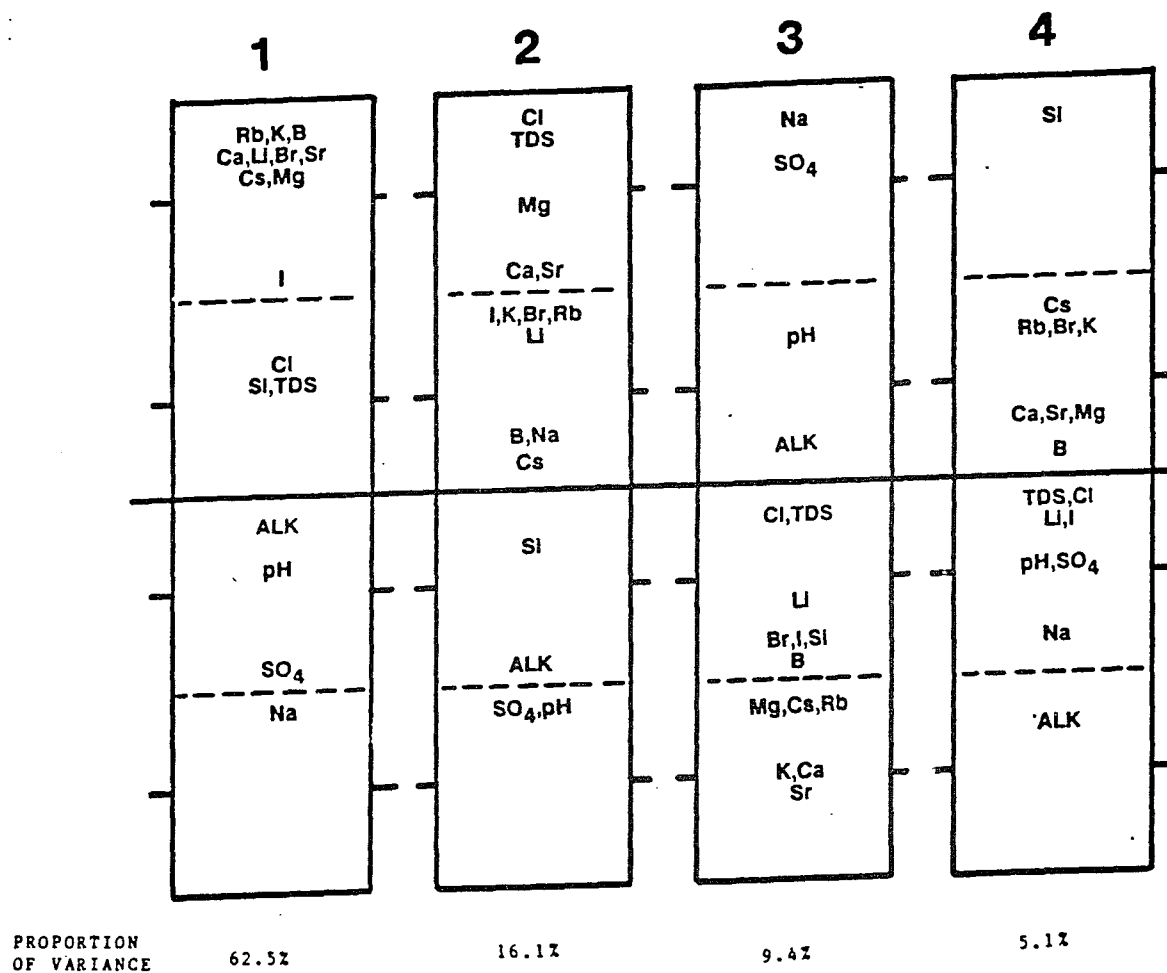 1
2
3
4
Rb,K,B
Ca,Li,Br,Sr
Cs,Mg
I
Cl
Si,TDS
ALK
pH
SO4
Na
Cl
TDS
Mg
Ca,Sr
I,K,Br,Rb
Li
B,Na
Cs
Si
ALK
SO4,pH
Na
SO4
pH
ALK
Cl,TDS
Li
Br,I,Si
B
Mg,Cs,Rb
K,Ca
Sr
Si
Cs
Rb,Br,K
Ca,Sr,Mg
B
TDS,Cl
Li,I
pH,SO4
Na
ALK
PROPORTION
OF VARIANCE
62.5%
16.1%
9.4%
5.1%